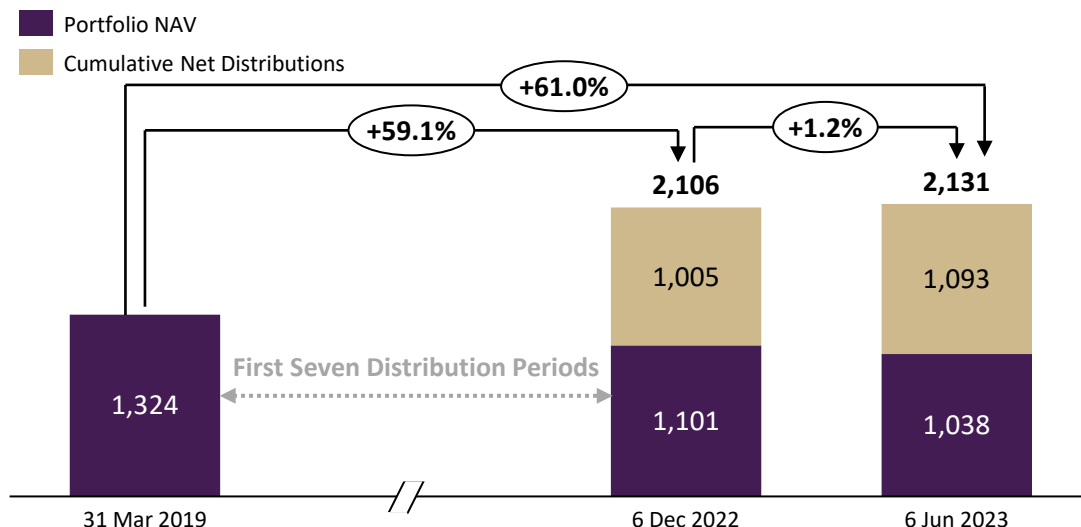 Portfolio NAV
Cumulative Net Distributions
+61.0%
+59.1%
+1.2%
2,106
2,131
1,005
1,093
First Seven Distribution Periods
1,324
1,101
1,038
31 Mar 2019
6 Dec 2022
6 Jun 2023